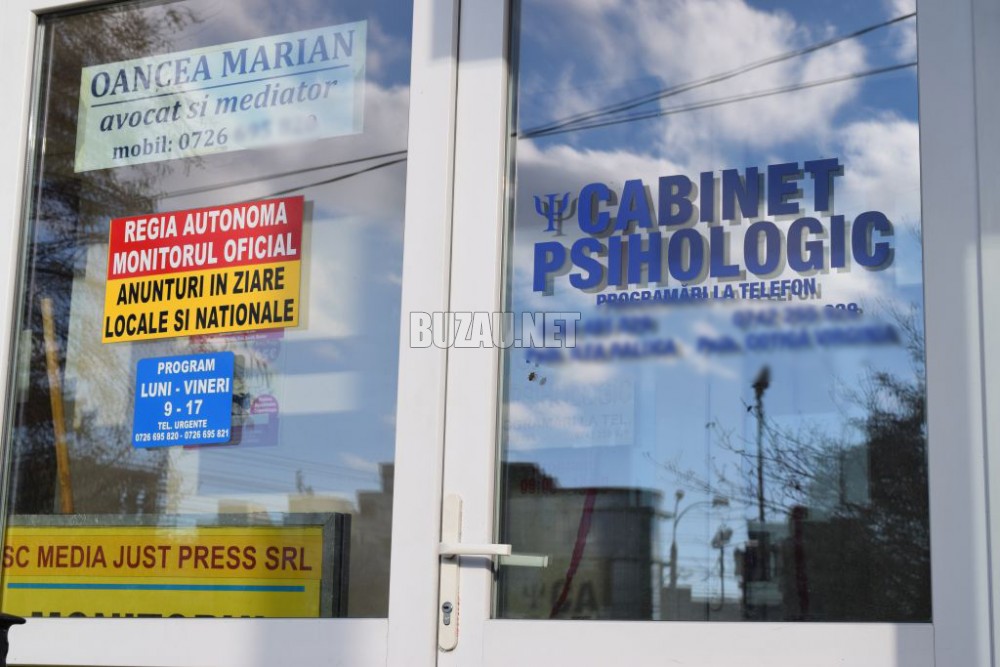 OANCEA MARIAN
avocat si mediator
mobil: 0726
REGIA AUTONOMA
MONITORUL OFICIAL
ANUNTURI IN ZIARE
LOCALE SI NATIONALE
PROGRAM
LUNI - VINERI
9 - 17
TEL. URGENTE
0726 695 820 - 0726 695 821
SC MEDIA JUST PRESS SRL
CABINET
PSIHOLOGIC
PROGRAMĂRI LA TELEFON
BUZAU.NET